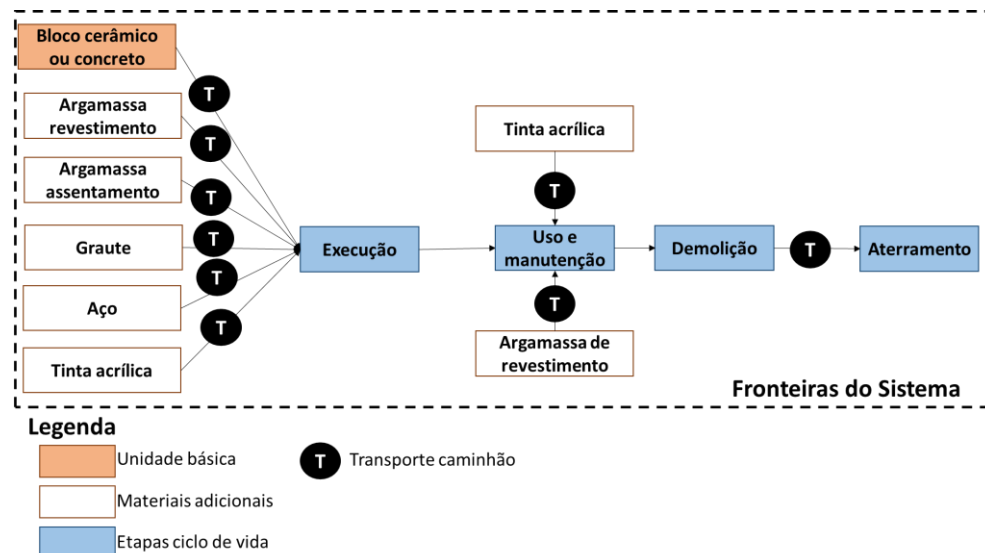 Bloco cerâmico
ou concreto
T
Argamassa
revestimento
T
Argamassa
assentamento
T
Graute
T
Aço
T
Tinta acrílica
T
Execução
Tinta acrílica
T
Uso e
manutenção
T
Argamassa de
revestimento
Demolição
T
Aterramento
Fronteiras do Sistema
Legenda
Unidade básica
T Transporte caminhão
Materiais adicionais
Etapas ciclo de vida